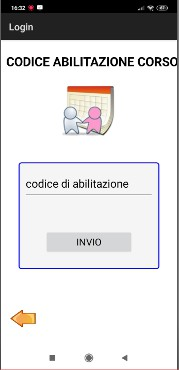 16:32
Login
CODICE ABILITAZIONE CORSO
codice di abilitazione
INVIO